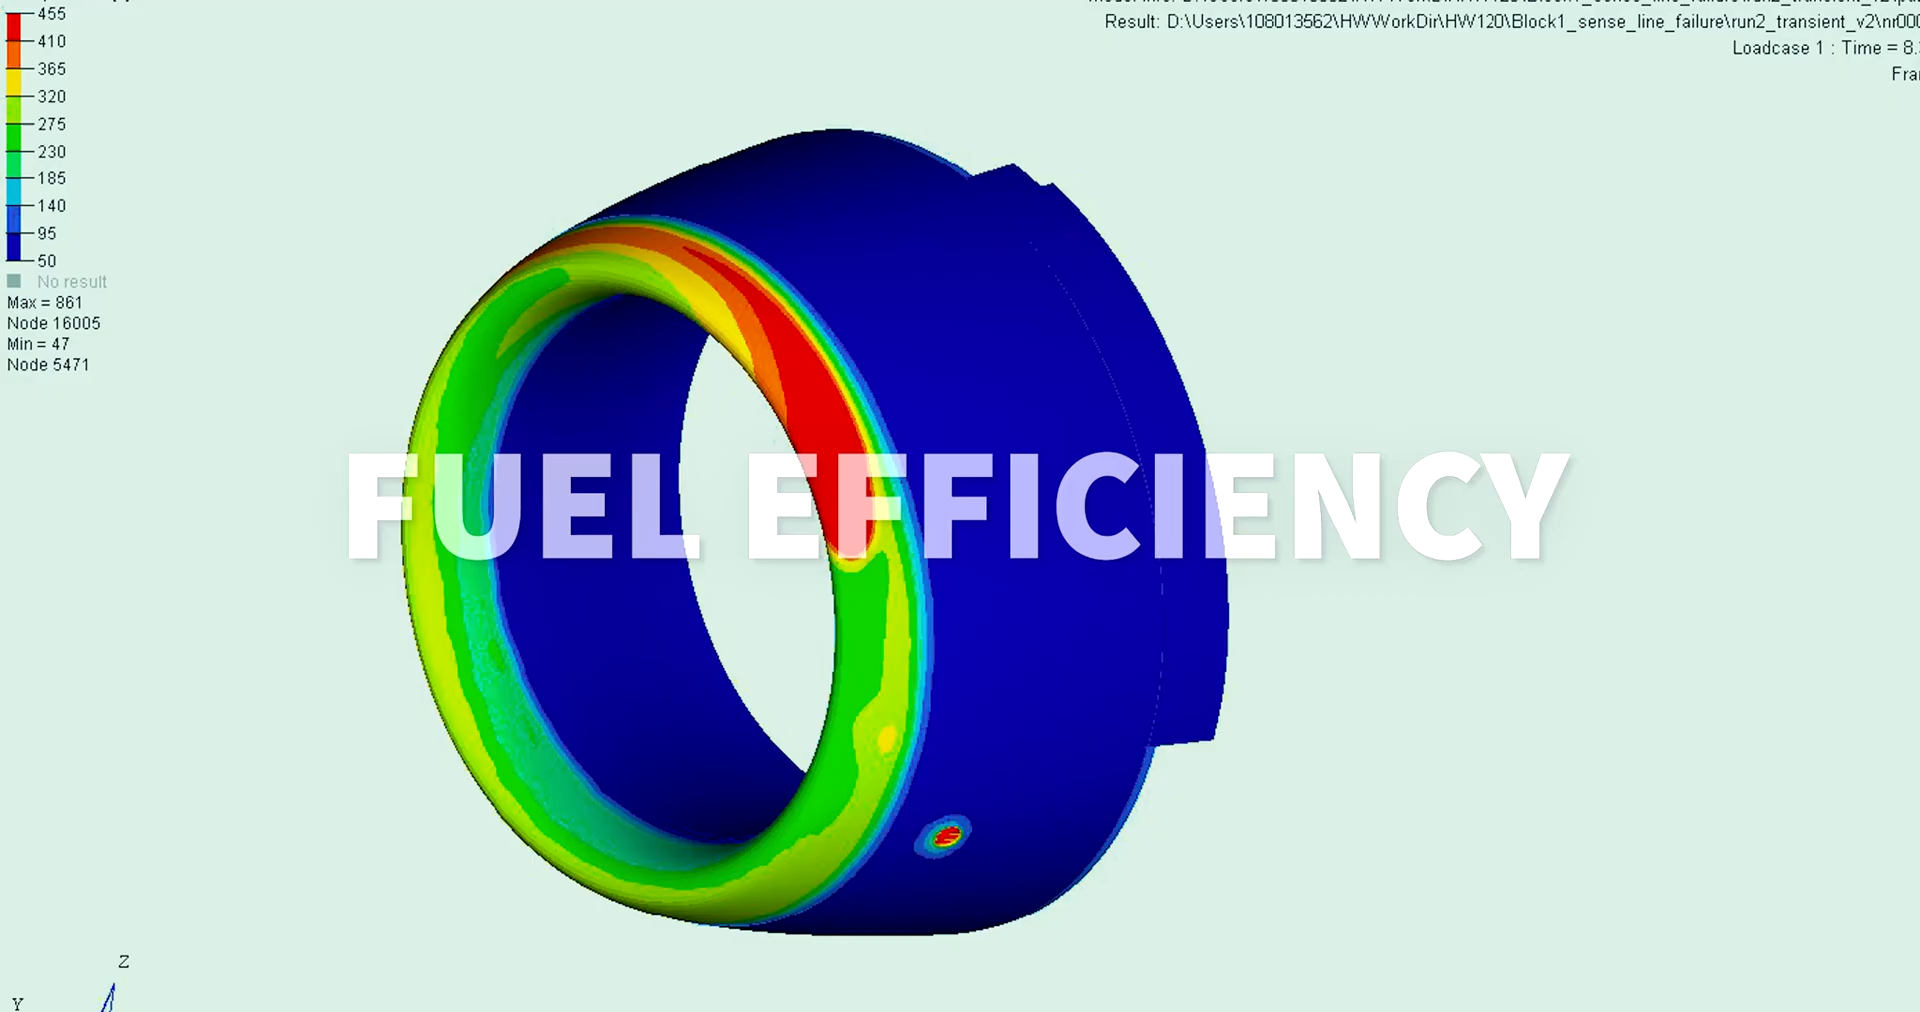 455
410
365
320
275
230
185
140
95
50
No result
Max = 861
Node 16005
Min = 47
Node 5471
Result: D:\Users\108013562\HWWorkDir\HW120\Block1_sense_line_failure\run2_transient_v2\nr000
Loadcase 1 : Time = 8.
FUEL EFFICIENCY
Z
Y